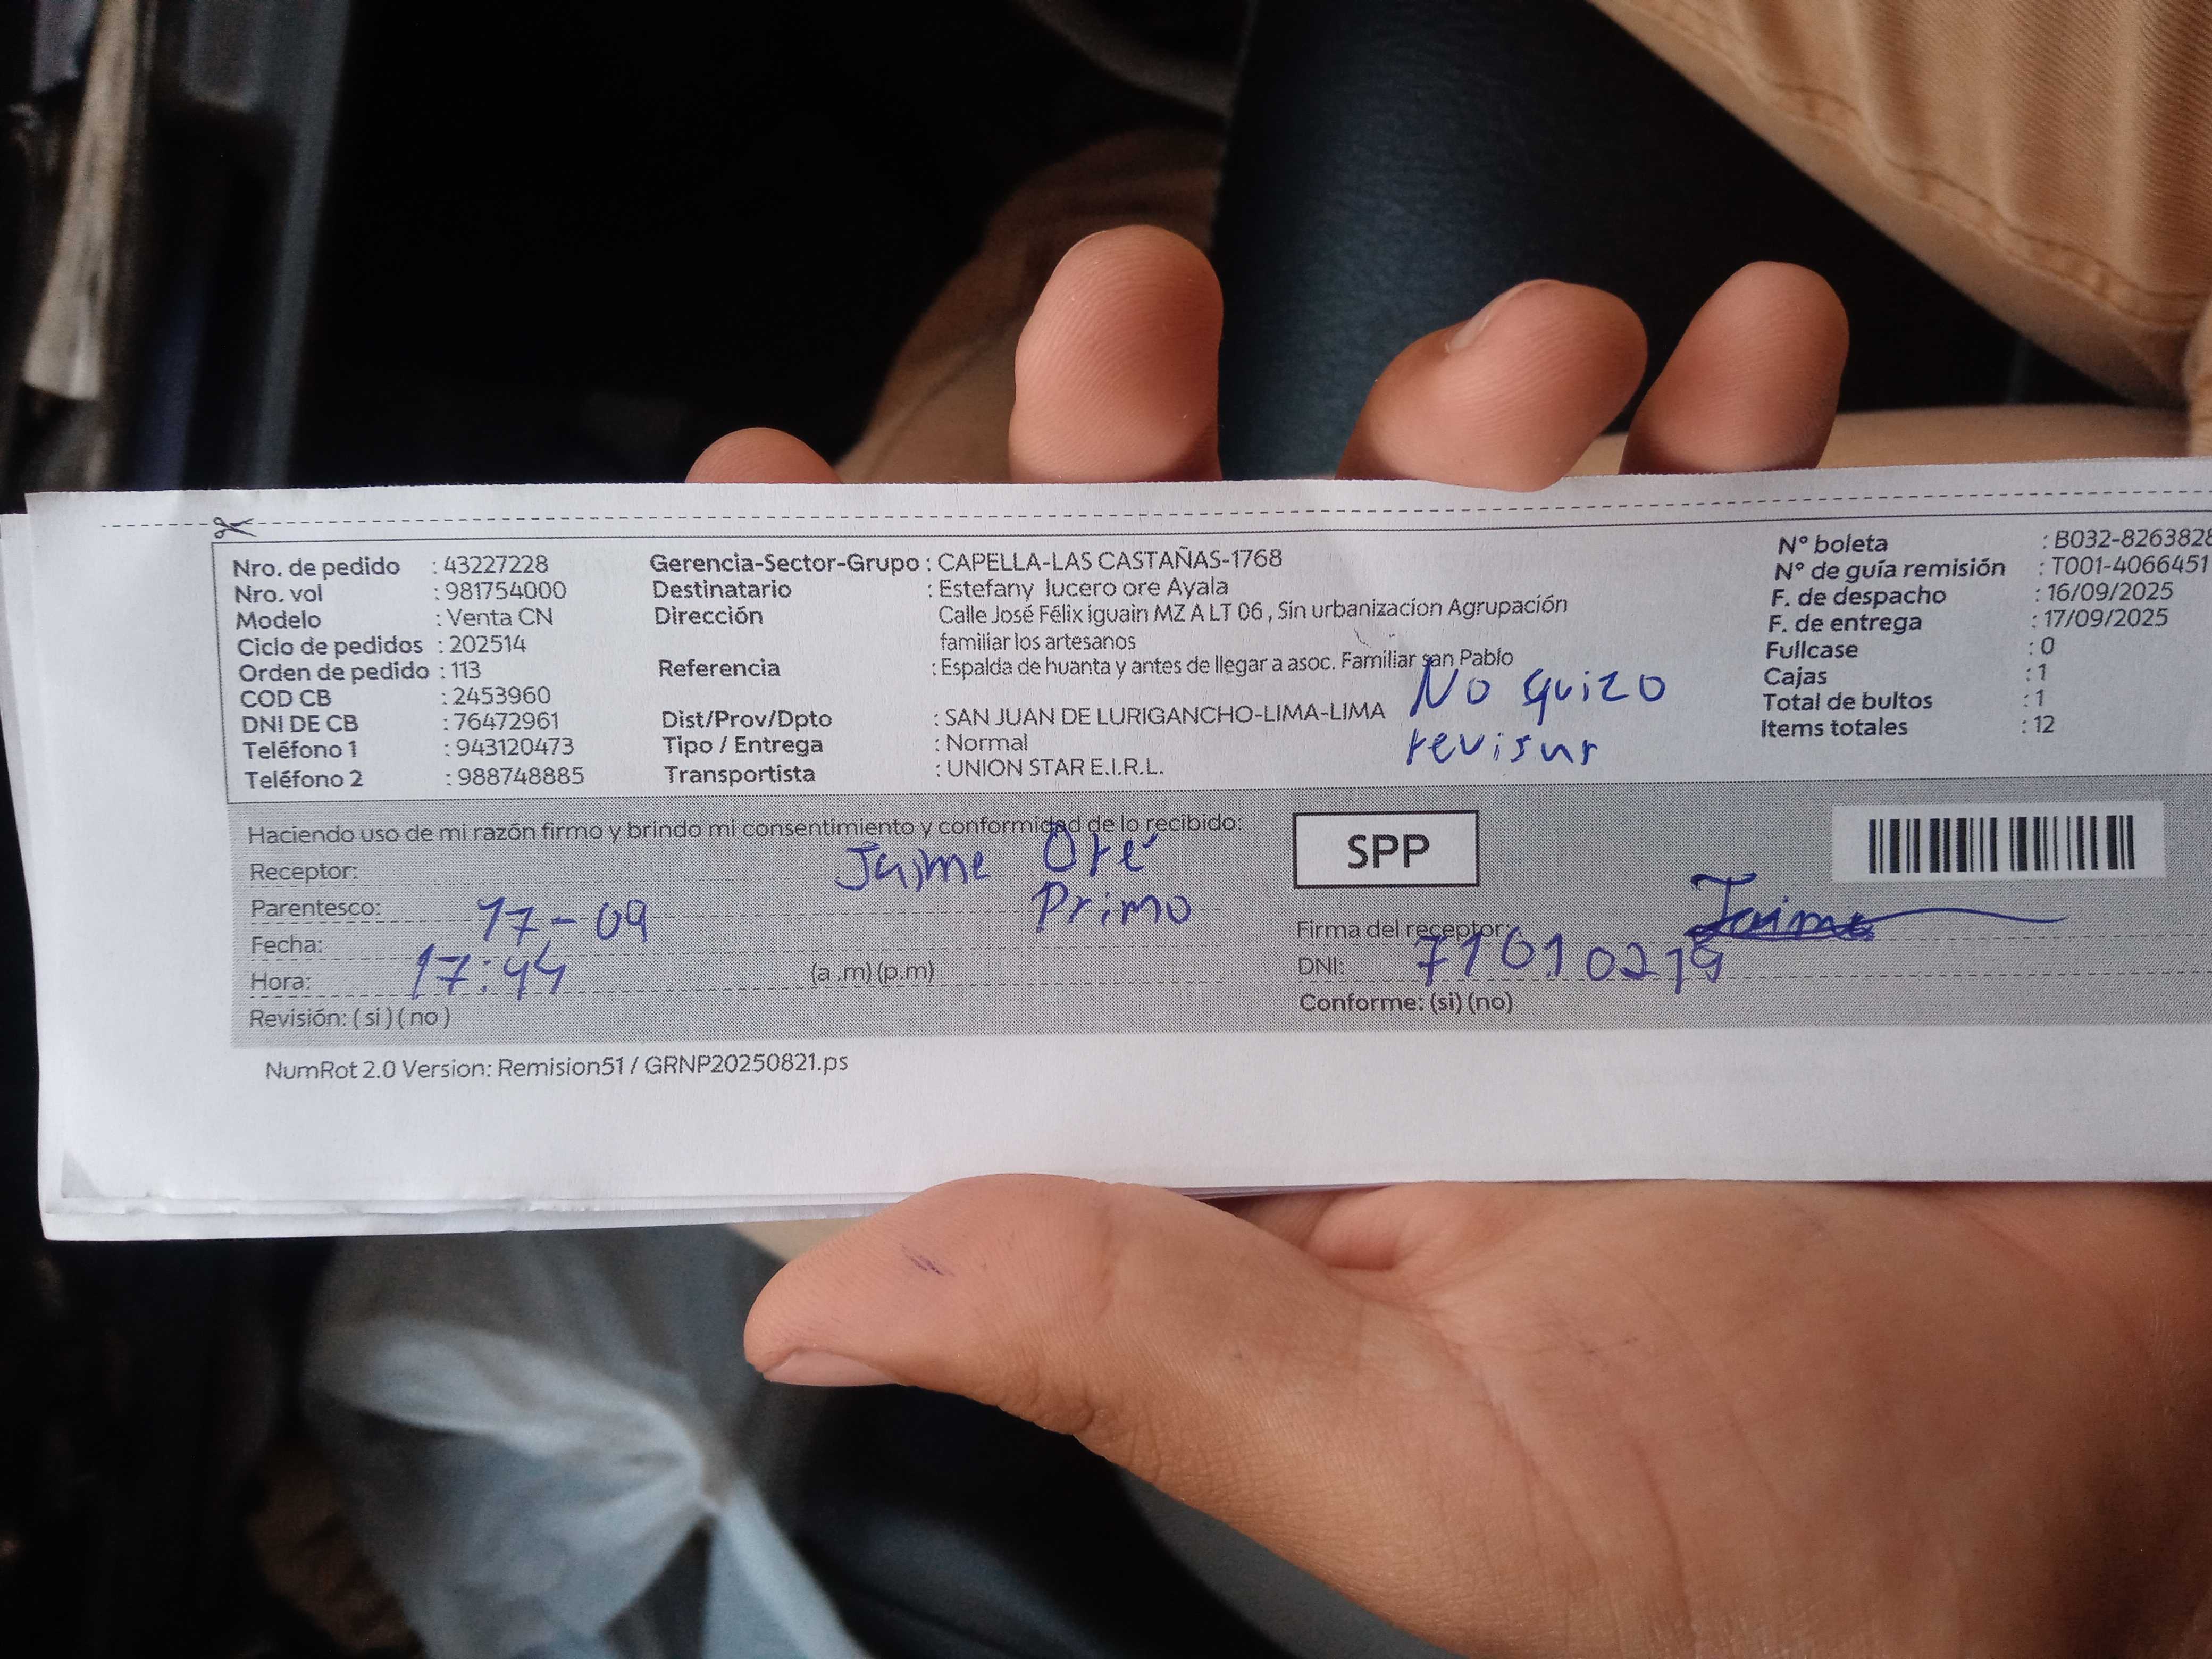 Nro. de pedido : 43227228
Nro. vol : 981754000
Modelo : Venta CN
Ciclo de pedidos : 202514
Orden de pedido : 113
COD CB : 2453960
DNI DE CB : 76472961
Teléfono 1 : 943120473
Teléfono 2 : 988748885
Gerencia-Sector-Grupo : CAPELLA-LAS CASTAÑAS-1768
Destinatario : Estefany lucero ore Ayala
Dirección Calle José Félix iguain MZ A LT 06 , Sin urbanizacion Agrupación
familiar los artesanos
Referencia : Espalda de huanta y antes de llegar a asoc. Familiar san Pablo
Dist/Prov/Dpto : SAN JUAN DE LURIGANCHO-LIMA-LIMA
Tipo / Entrega : Normal
Transportista : UNION STAR E.I.R.L.
No quizo
revisar
N° boleta : B032-8263828
N° de guía remisión : T001-4066451
F. de despacho : 16/09/2025
F. de entrega : 17/09/2025
Fullcase : 0
Cajas : 1
Total de bultos : 1
Items totales : 12
Haciendo uso de mi razón firmo y brindo mi consentimiento y conformidad de lo recibido:
Receptor: Jaime Oré
Parentesco: Primo
Fecha: 17-09
Hora: 17:44 (a .m) (p.m)
Revisión: ( si ) ( no )
SPP
Firma del receptor: Jaime
DNI: 71010219
Conforme: (si) (no)
NumRot 2.0 Version: Remision51 / GRNP20250821.ps